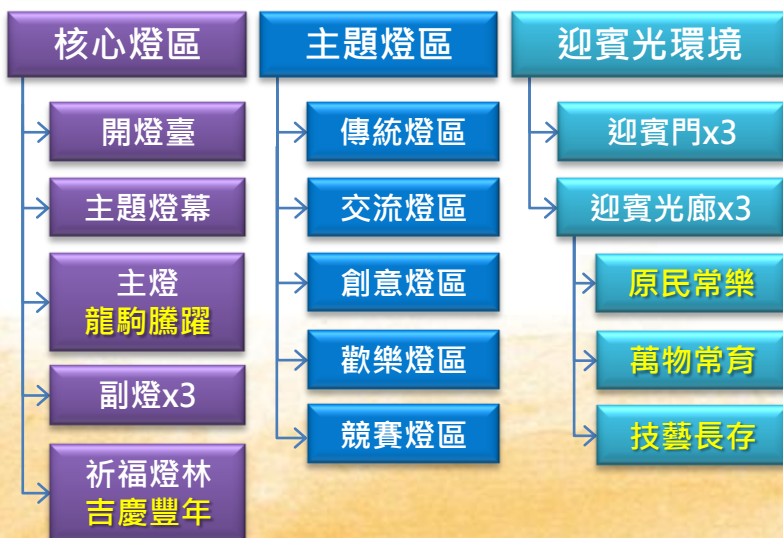 核心燈區
開燈臺
主題燈幕
主燈
龍駒騰躍
副燈x3
祈福燈林
吉慶豐年
主題燈區
傳統燈區
交流燈區
創意燈區
歡樂燈區
競賽燈區
迎賓光環境
迎賓門x3
迎賓光廊x3
原民常樂
萬物常育
技藝長存